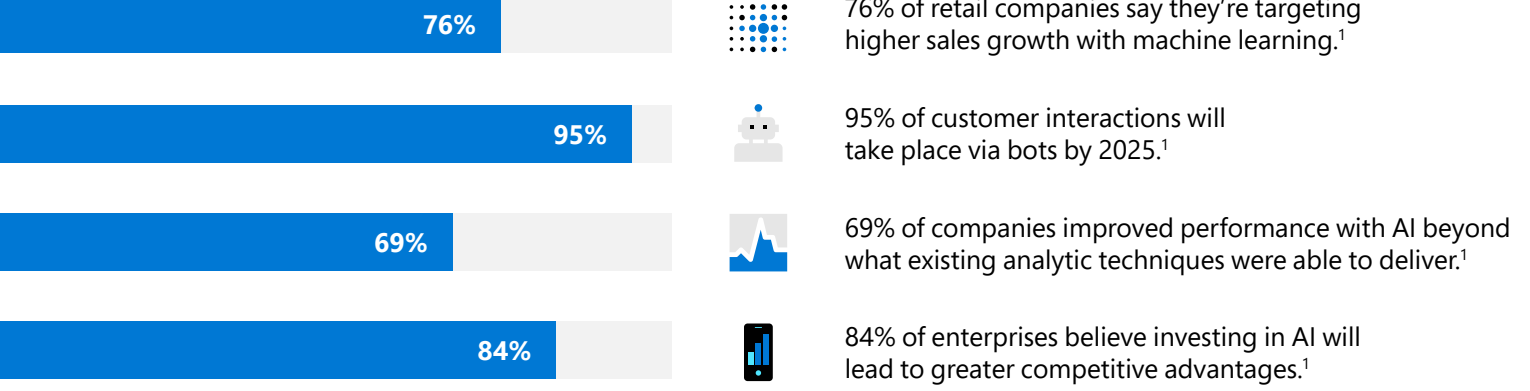 76%
76% of retail companies say they’re targeting
higher sales growth with machine learning.¹
95%
95% of customer interactions will
take place via bots by 2025.¹
69%
69% of companies improved performance with AI beyond
what existing analytic techniques were able to deliver.¹
84%
84% of enterprises believe investing in AI will
lead to greater competitive advantages.¹